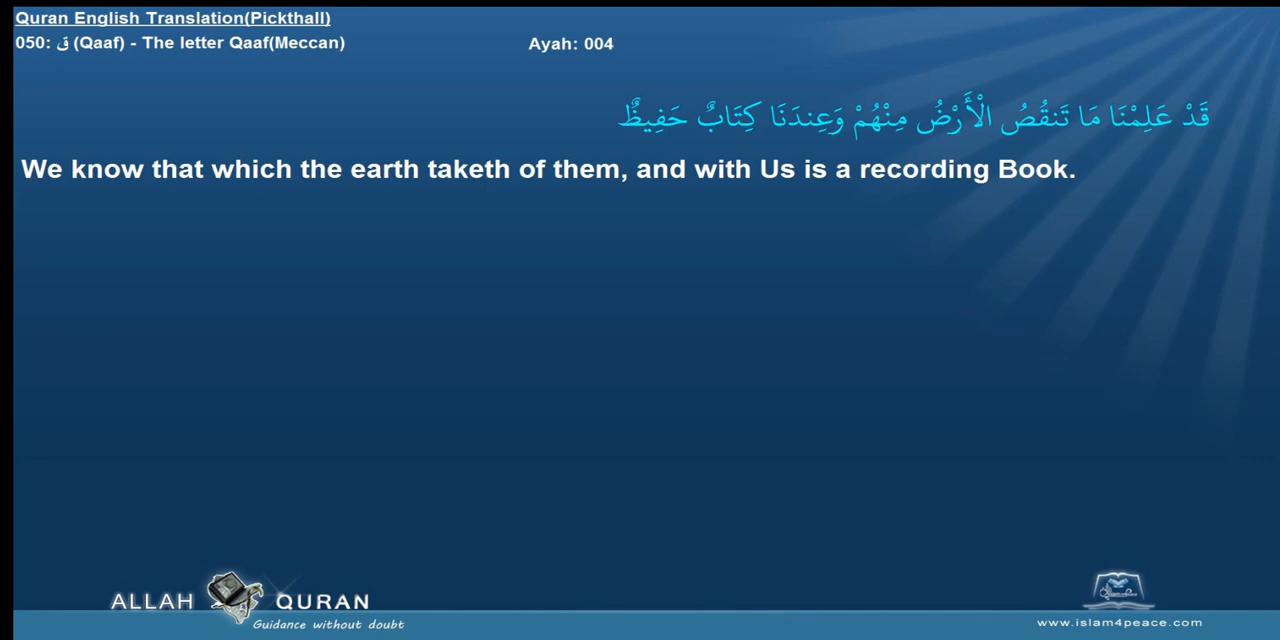 Quran English Translation(Pickthall)
050: ق (Qaaf) - The letter Qaaf(Meccan) Ayah: 004
قَدْ عَلِمْنَا مَا تَنقُصُ الْأَرْضُ مِنْهُمْ وَعِندَنَا كِتَابٌ حَفِيظٌ
We know that which the earth taketh of them, and with Us is a recording Book.
ALLAH QURAN
Guidance without doubt
www.islam4peace.com